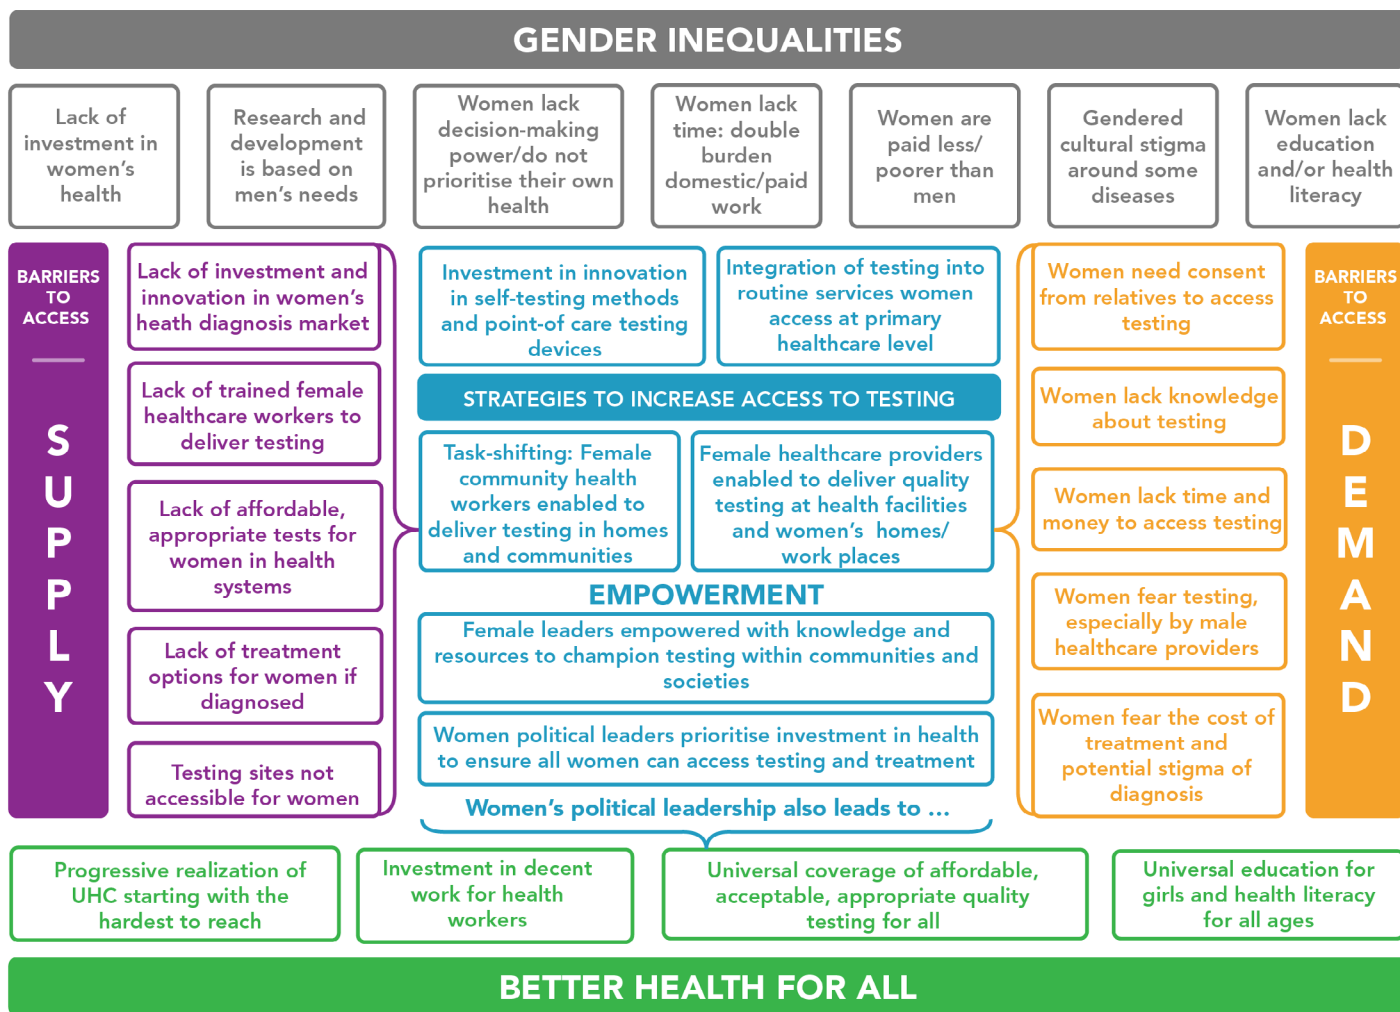 GENDER INEQUALITIES
Lack of
investment in
women's
health
Research and
development
is based on
men's needs
Women lack
decision-making
power/do not
prioritise their own
health
Women lack
time: double
burden
domestic/paid
work
Women are
paid less/
poorer than
men
Gendered
cultural stigma
around some
diseases
Women lack
education
and/or health
literacy
BARRIERS
TO
ACCESS
SUPPLY
Lack of investment and
innovation in women's
heath diagnosis market
Lack of trained female
healthcare workers to
deliver testing
Lack of affordable,
appropriate tests for
women in health
systems
Lack of treatment
options for women if
diagnosed
Testing sites not
accessible for women
Investment in innovation
in self-testing methods
and point-of care testing
devices
Integration of testing into
routine services women
access at primary
healthcare level
STRATEGIES TO INCREASE ACCESS TO TESTING
Task-shifting: Female
community health
workers enabled to
deliver testing in homes
and communities
Female healthcare providers
enabled to deliver quality
testing at health facilities
and women's homes/
work places
EMPOWERMENT
Female leaders empowered with knowledge and
resources to champion testing within communities and
societies
Women political leaders prioritise investment in health
to ensure all women can access testing and treatment
Women's political leadership also leads to ...
Women need consent
from relatives to access
testing
Women lack knowledge
about testing
Women lack time and
money to access testing
Women fear testing,
especially by male
healthcare providers
Women fear the cost of
treatment and
potential stigma of
diagnosis
BARRIERS
TO
ACCESS
DEMAND
Progressive realization of
UHC starting with the
hardest to reach
Investment in decent
work for health
workers
Universal coverage of affordable,
acceptable, appropriate quality
testing for all
Universal education for
girls and health literacy
for all ages
BETTER HEALTH FOR ALL